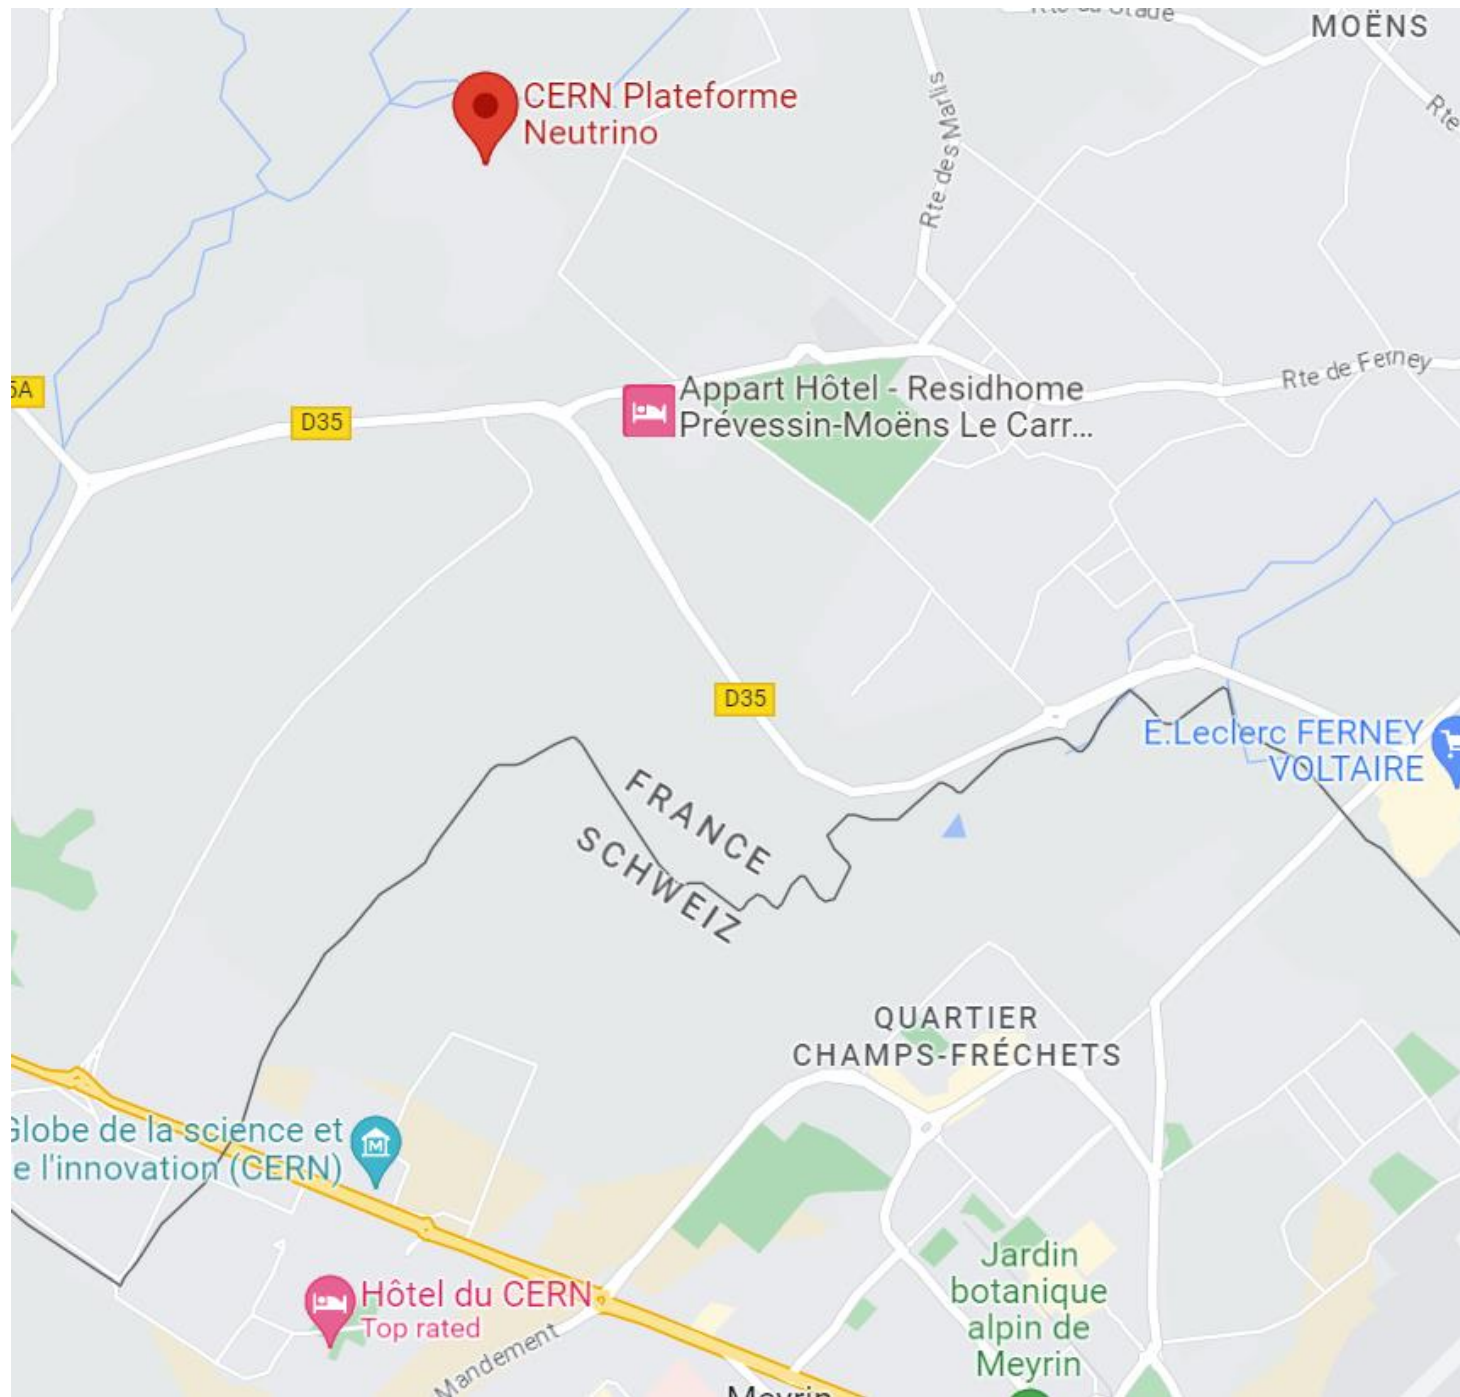 MOËNS
CERN Plateforme
Neutrino
Rte des Marlis
Rte
Rte de Ferney
D35
Appart Hôtel - Residhome
Prévessin-Moëns Le Carr...
D35
E.Leclerc FERNEY
VOLTAIRE
FRANCE
SCHWEIZ
QUARTIER
CHAMPS-FRÉCHETS
de la science et
l'innovation (CERN)
Hôtel du CERN
Top rated
Mandement
Jardin
botanique
alpin de
Meyrin